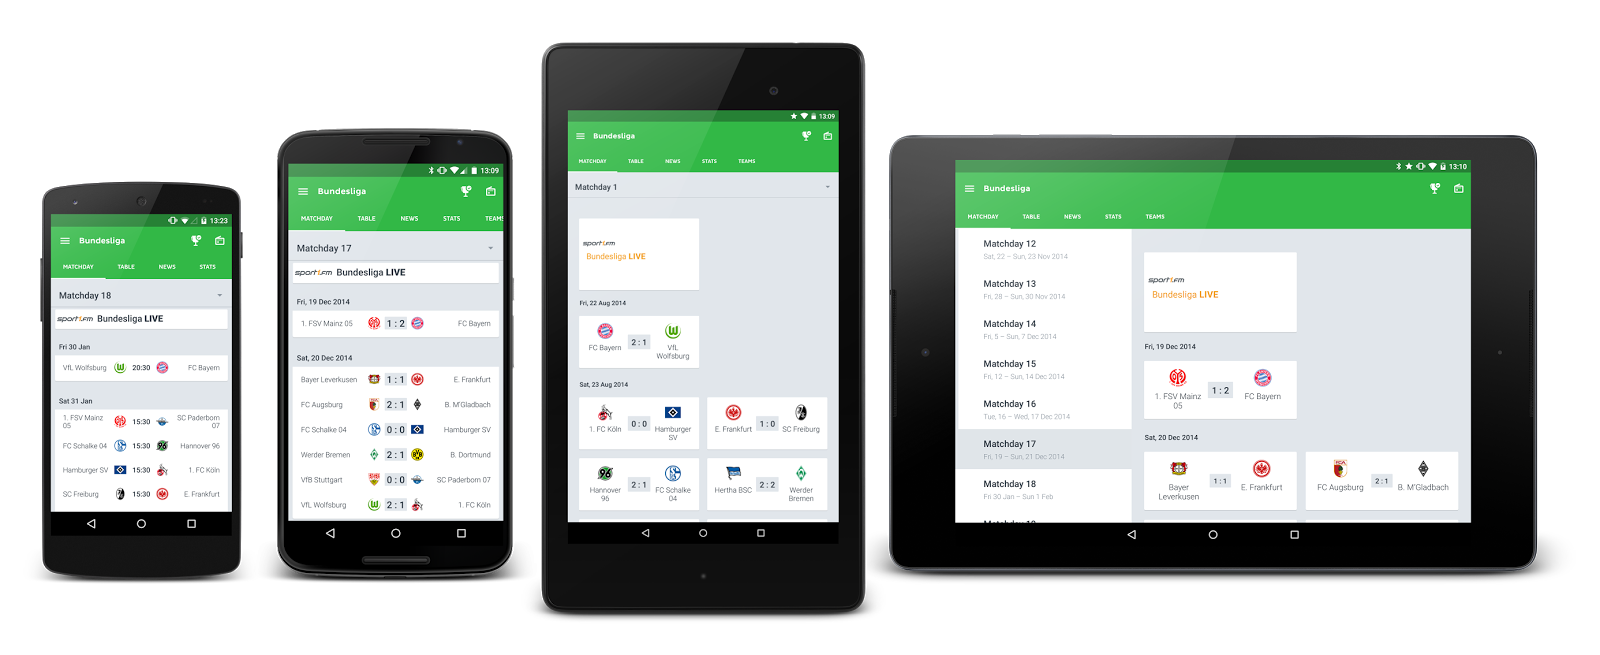 13:23
Bundesliga
MATCHDAY TABLE NEWS STATS
Matchday 18
sport1.fm Bundesliga LIVE
Fri 30 Jan
VfL Wolfsburg 20:30 FC Bayern
Sat 31 Jan
1. FSV Mainz 05 15:30 SC Paderborn 07
FC Schalke 04 15:30 Hannover 96
Hamburger SV 15:30 1. FC Köln
SC Freiburg 15:30 E. Frankfurt
13:09
Bundesliga
MATCHDAY TABLE NEWS STATS TEAMS
Matchday 17
sport1.fm Bundesliga LIVE
Fri, 19 Dec 2014
1. FSV Mainz 05 1 : 2 FC Bayern
Sat, 20 Dec 2014
Bayer Leverkusen 1 : 1 E. Frankfurt
FC Augsburg 2 : 1 B. M'Gladbach
FC Schalke 04 0 : 0 Hamburger SV
Werder Bremen 2 : 1 B. Dortmund
VfB Stuttgart 0 : 0 SC Paderborn 07
VfL Wolfsburg 2 : 1 1. FC Köln
13:09
Bundesliga
MATCHDAY TABLE NEWS STATS TEAMS
Matchday 1
sport1.fm
Bundesliga LIVE
Fri, 22 Aug 2014
FC Bayern 2 : 1 VfL Wolfsburg
Sat, 23 Aug 2014
1. FC Köln 0 : 0 Hamburger SV
E. Frankfurt 1 : 0 SC Freiburg
Hannover 96 2 : 1 FC Schalke 04
Hertha BSC 2 : 2 Werder Bremen
13:10
Bundesliga
MATCHDAY TABLE NEWS STATS TEAMS
Matchday 12
Sat, 22 – Sun, 23 Nov 2014
Matchday 13
Fri, 28 – Sun, 30 Nov 2014
Matchday 14
Fri, 5 – Sun, 7 Dec 2014
Matchday 15
Fri, 12 – Sun, 14 Dec 2014
Matchday 16
Tue, 16 – Wed, 17 Dec 2014
Matchday 17
Fri, 19 – Sun, 21 Dec 2014
Matchday 18
Fri 30 Jan – Sun 1 Feb
sport1.fm
Bundesliga LIVE
Fri, 19 Dec 2014
1. FSV Mainz 05 1 : 2 FC Bayern
Sat, 20 Dec 2014
Bayer Leverkusen 1 : 1 E. Frankfurt
FC Augsburg 2 : 1 B. M'Gladbach